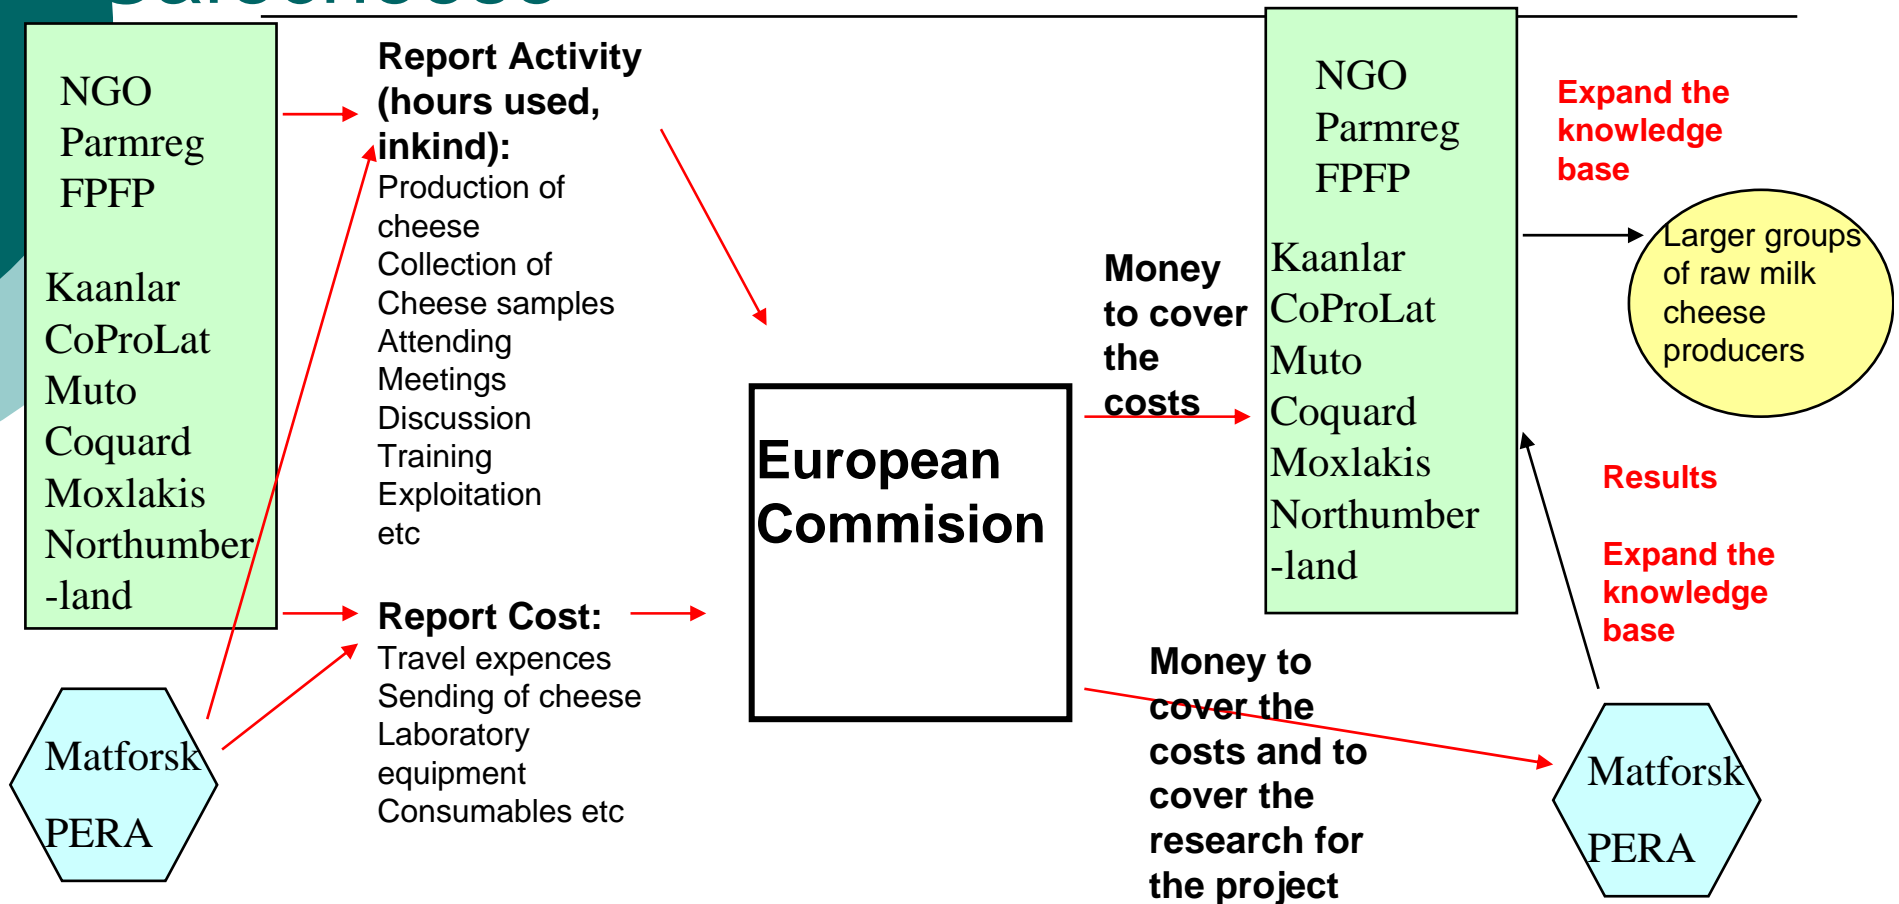 NGO
Parmreg
FPFP
Kaanlar
CoProLat
Muto
Coquard
Moxlakis
Northumber
-land
Matforsk
PERA
Report Activity
(hours used,
inkind):
Production of
cheese
Collection of
Cheese samples
Attending
Meetings
Discussion
Training
Exploitation
etc
Report Cost:
Travel expences
Sending of cheese
Laboratory
equipment
Consumables etc
European
Commision
Money
to cover
the
costs
Money to
cover the
costs and to
cover the
research for
the project
NGO
Parmreg
FPFP
Kaanlar
CoProLat
Muto
Coquard
Moxlakis
Northumber
-land
Expand the
knowledge
base
Larger groups
of raw milk
cheese
producers
Results
Expand the
knowledge
base
Matforsk
PERA